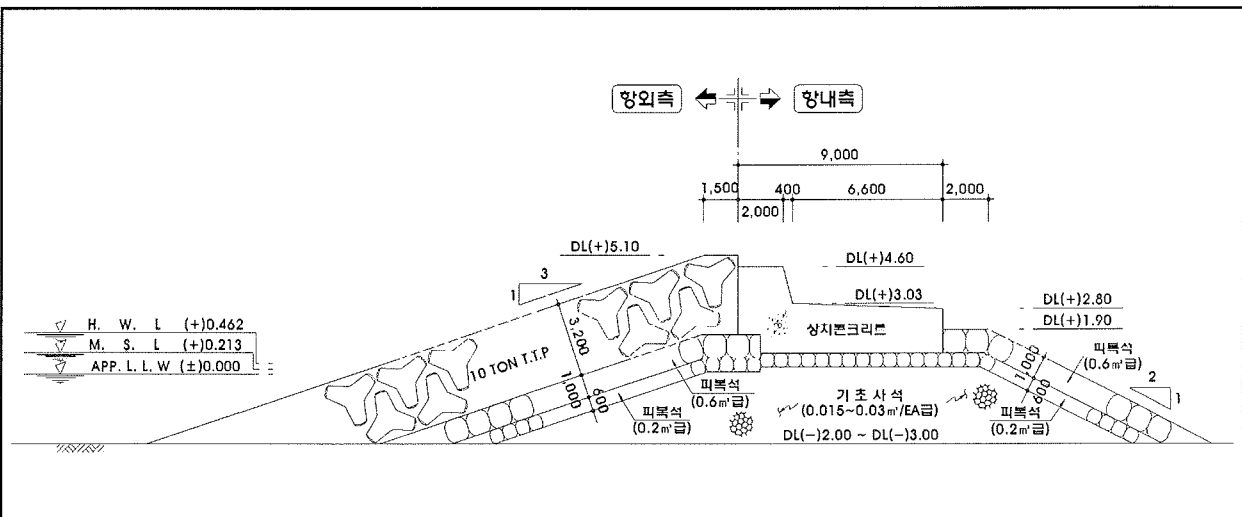 항외측
항내측
9,000
1,500
400
6,600
2,000
2,000
DL(+)5.10
DL(+)4.60
3
1
DL(+)3.03
DL(+)2.80
DL(+)1.90
H. W. L (+)0.462
M. S. L (+)0.213
APP. L. L. W (±)0.000
3,200
상치콘크리트
10 TON T.T.P
1,000
600
피복석
(0.6㎥급)
피복석
(0.2㎥급)
기초사석
(0.015~0.03㎥/EA급)
DL(-)2.00 ~ DL(-)3.00
1,000
600
피복석
(0.6㎥급)
2
1
피복석
(0.2㎥급)